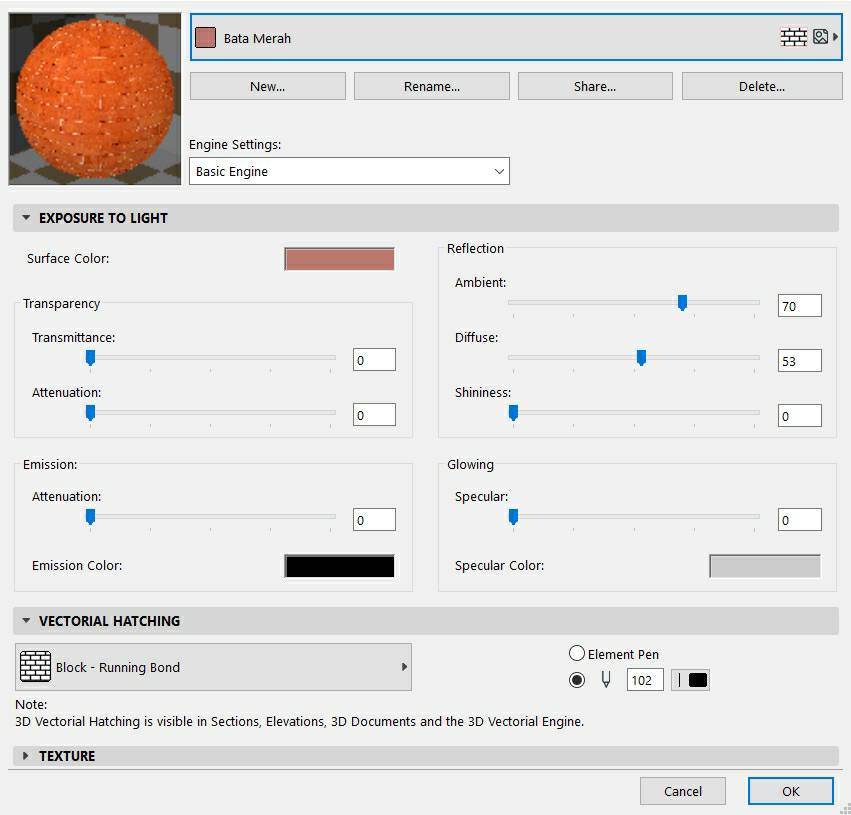 Bata Merah
New...
Rename...
Share...
Delete...
Engine Settings:
Basic Engine
EXPOSURE TO LIGHT
Surface Color:
Transparency
Transmittance:
0
Attenuation:
0
Reflection
Ambient:
70
Diffuse:
53
Shininess:
0
Emission:
Attenuation:
0
Emission Color:
Glowing
Specular:
0
Specular Color:
VECTORIAL HATCHING
Block - Running Bond
Element Pen
102
Note:
3D Vectorial Hatching is visible in Sections, Elevations, 3D Documents and the 3D Vectorial Engine.
TEXTURE
Cancel
OK